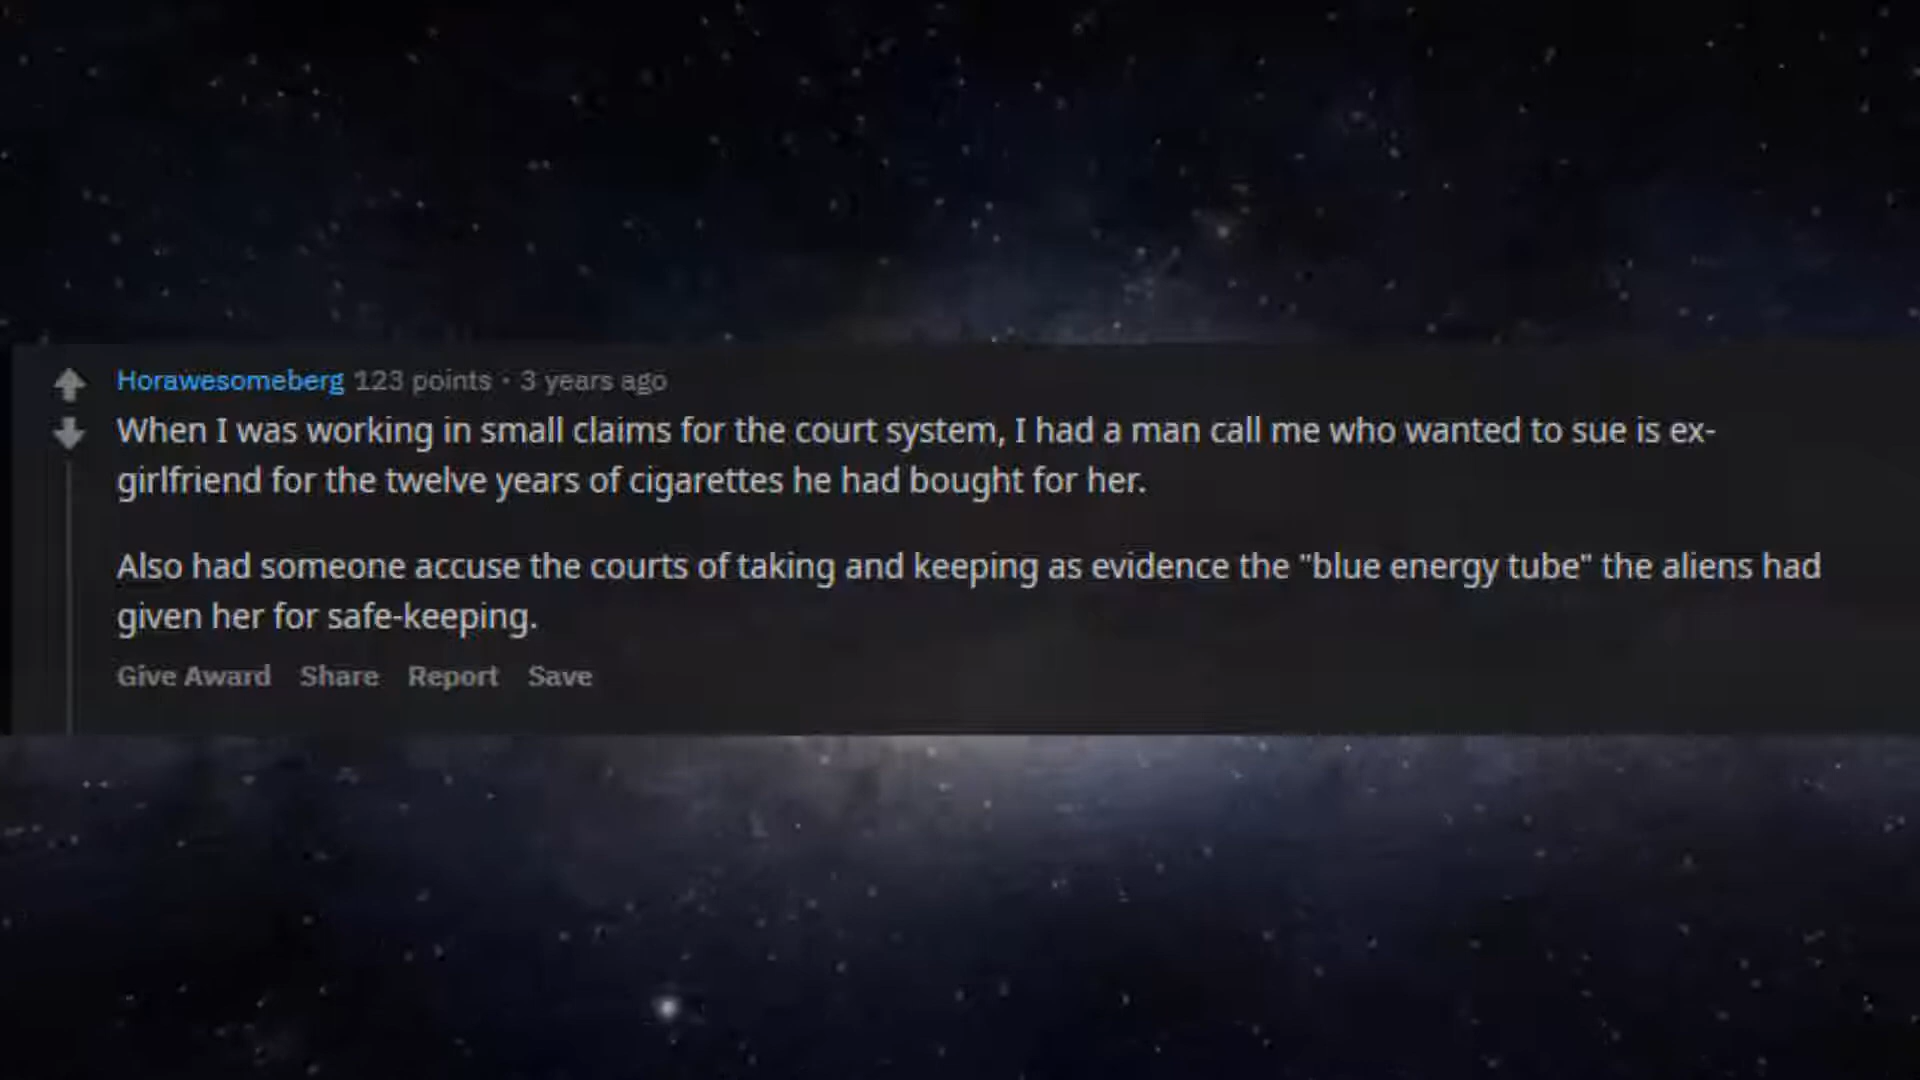 Horawesomeberg 123 points · 3 years ago
When I was working in small claims for the court system, I had a man call me who wanted to sue is ex-
girlfriend for the twelve years of cigarettes he had bought for her.
Also had someone accuse the courts of taking and keeping as evidence the "blue energy tube" the aliens had
given her for safe-keeping.
Give Award Share Report Save